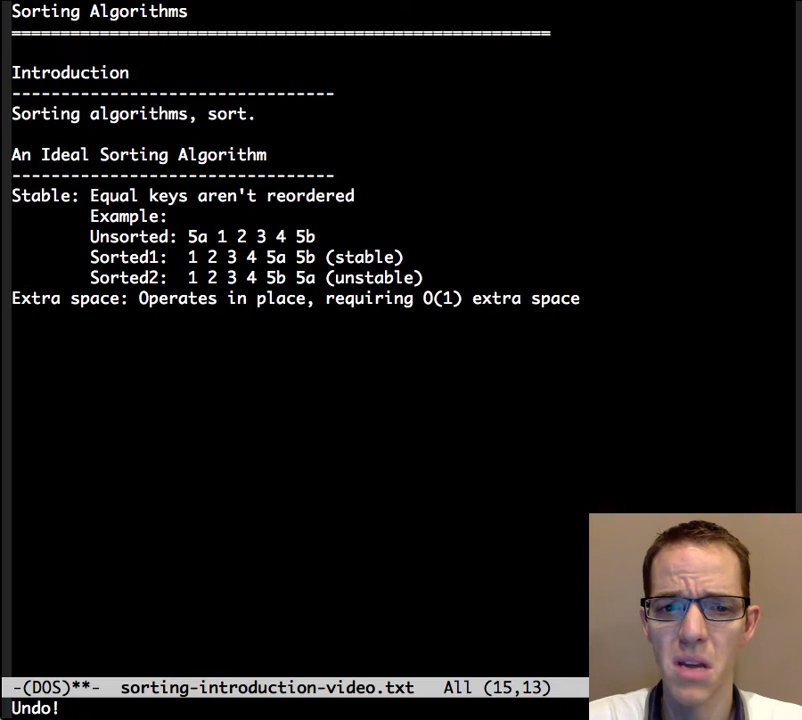 Sorting Algorithms
=======================================================
Introduction
---------------------------------
Sorting algorithms, sort.
An Ideal Sorting Algorithm
---------------------------------
Stable: Equal keys aren't reordered
Example:
Unsorted: 5a 1 2 3 4 5b
Sorted1: 1 2 3 4 5a 5b (stable)
Sorted2: 1 2 3 4 5b 5a (unstable)
Extra space: Operates in place, requiring O(1) extra space
-(DOS)**- sorting-introduction-video.txt All (15,13)
Undo!